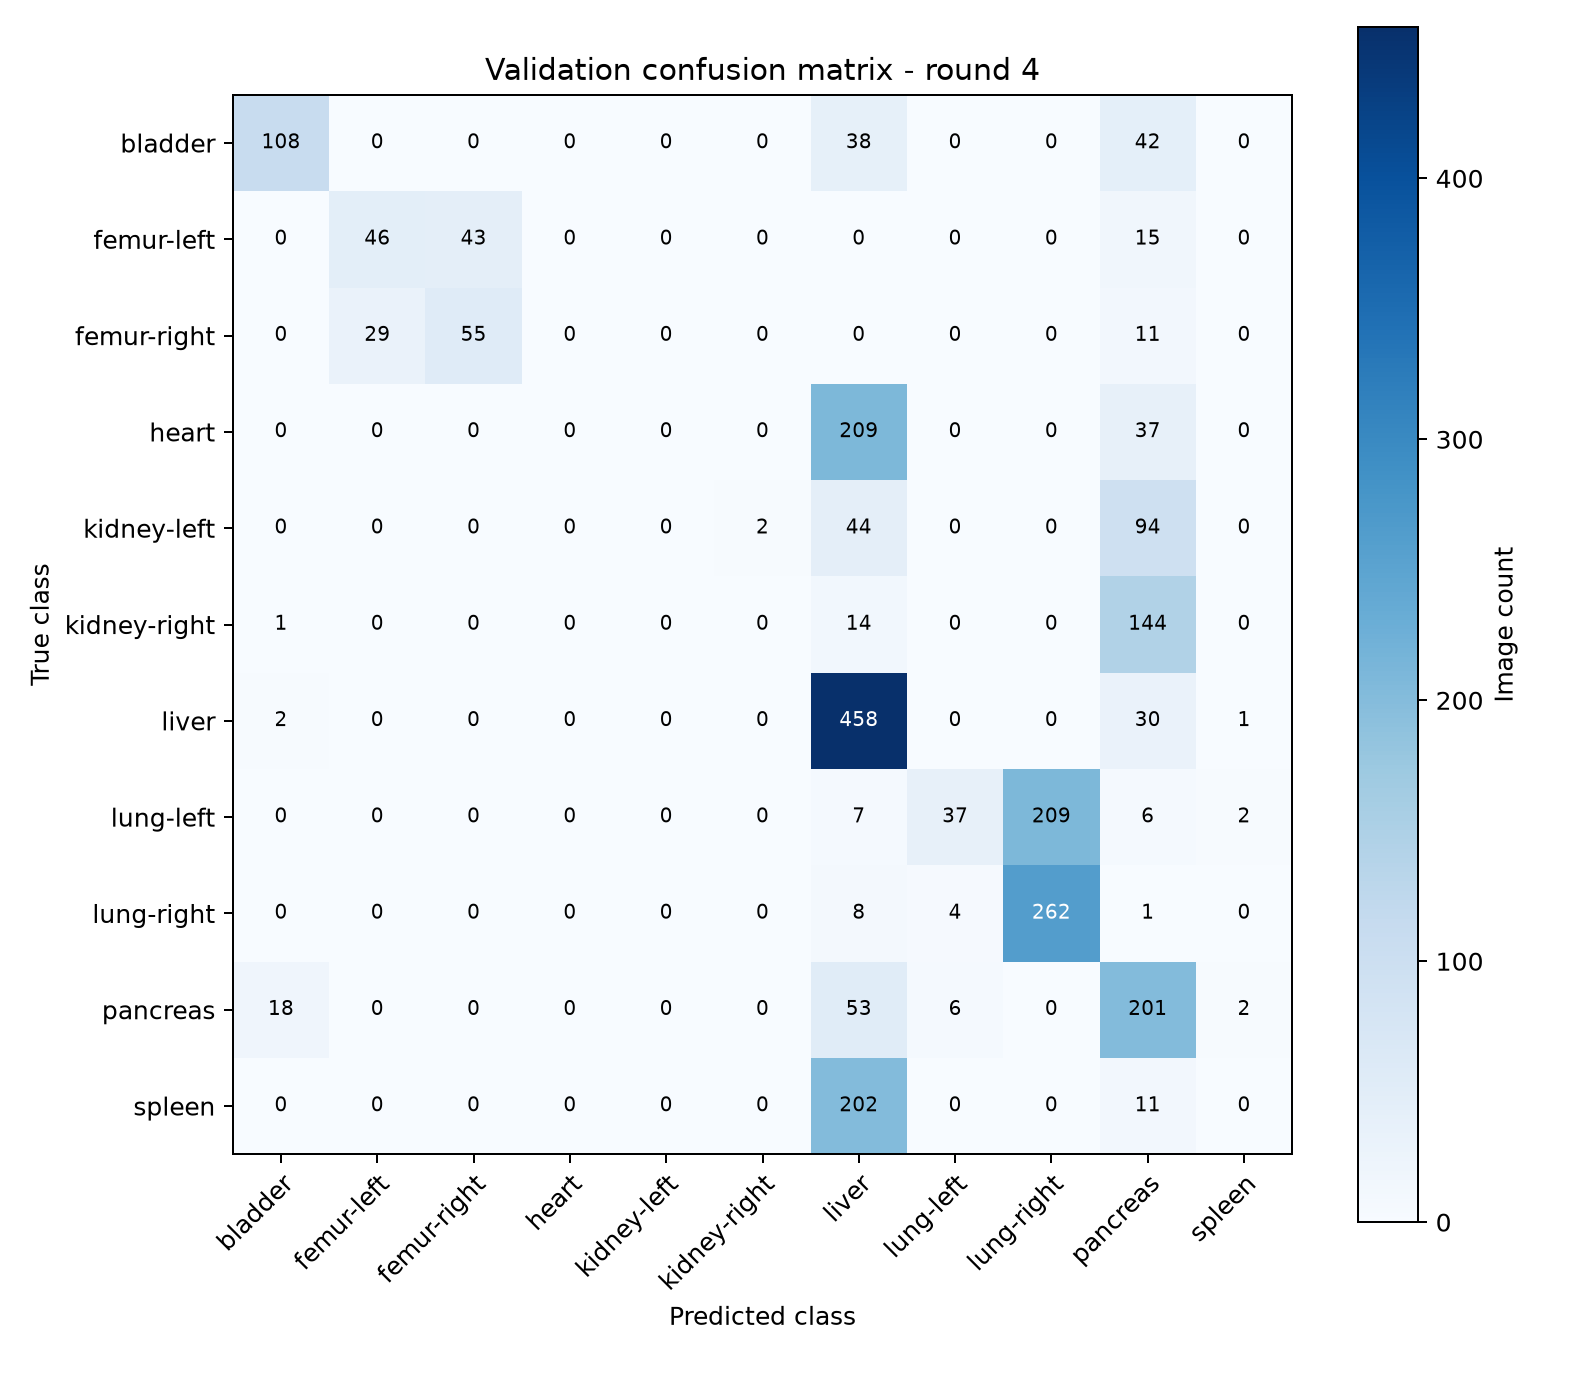 Validation confusion matrix - round 4
bladder 108 0 0 0 0 0 38 0 0 42 0
femur-left 0 46 43 0 0 0 0 0 0 15 0
femur-right 0 29 55 0 0 0 0 0 0 11 0
heart 0 0 0 0 0 0 209 0 0 37 0
kidney-left 0 0 0 0 0 2 44 0 0 94 0
kidney-right 1 0 0 0 0 0 14 0 0 144 0
liver 2 0 0 0 0 0 458 0 0 30 1
lung-left 0 0 0 0 0 0 7 37 209 6 2
lung-right 0 0 0 0 0 0 8 4 262 1 0
pancreas 18 0 0 0 0 0 53 6 0 201 2
spleen 0 0 0 0 0 0 202 0 0 11 0
bladder femur-left femur-right heart kidney-left kidney-right liver lung-left lung-right pancreas spleen
Predicted class
True class
400
300
200
100
0
Image count